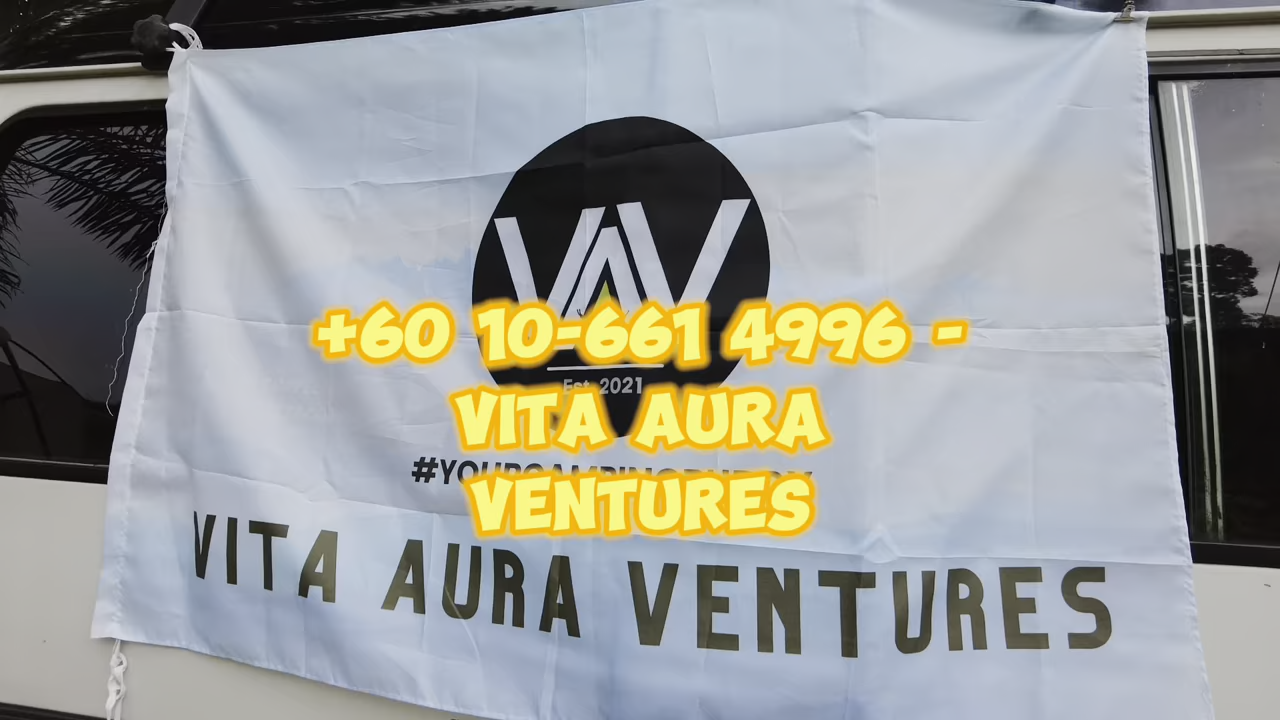 VAV
+60 10-661 4996 -
Est. 2021
VITA AURA
VENTURES
VITA AURA VENTURES